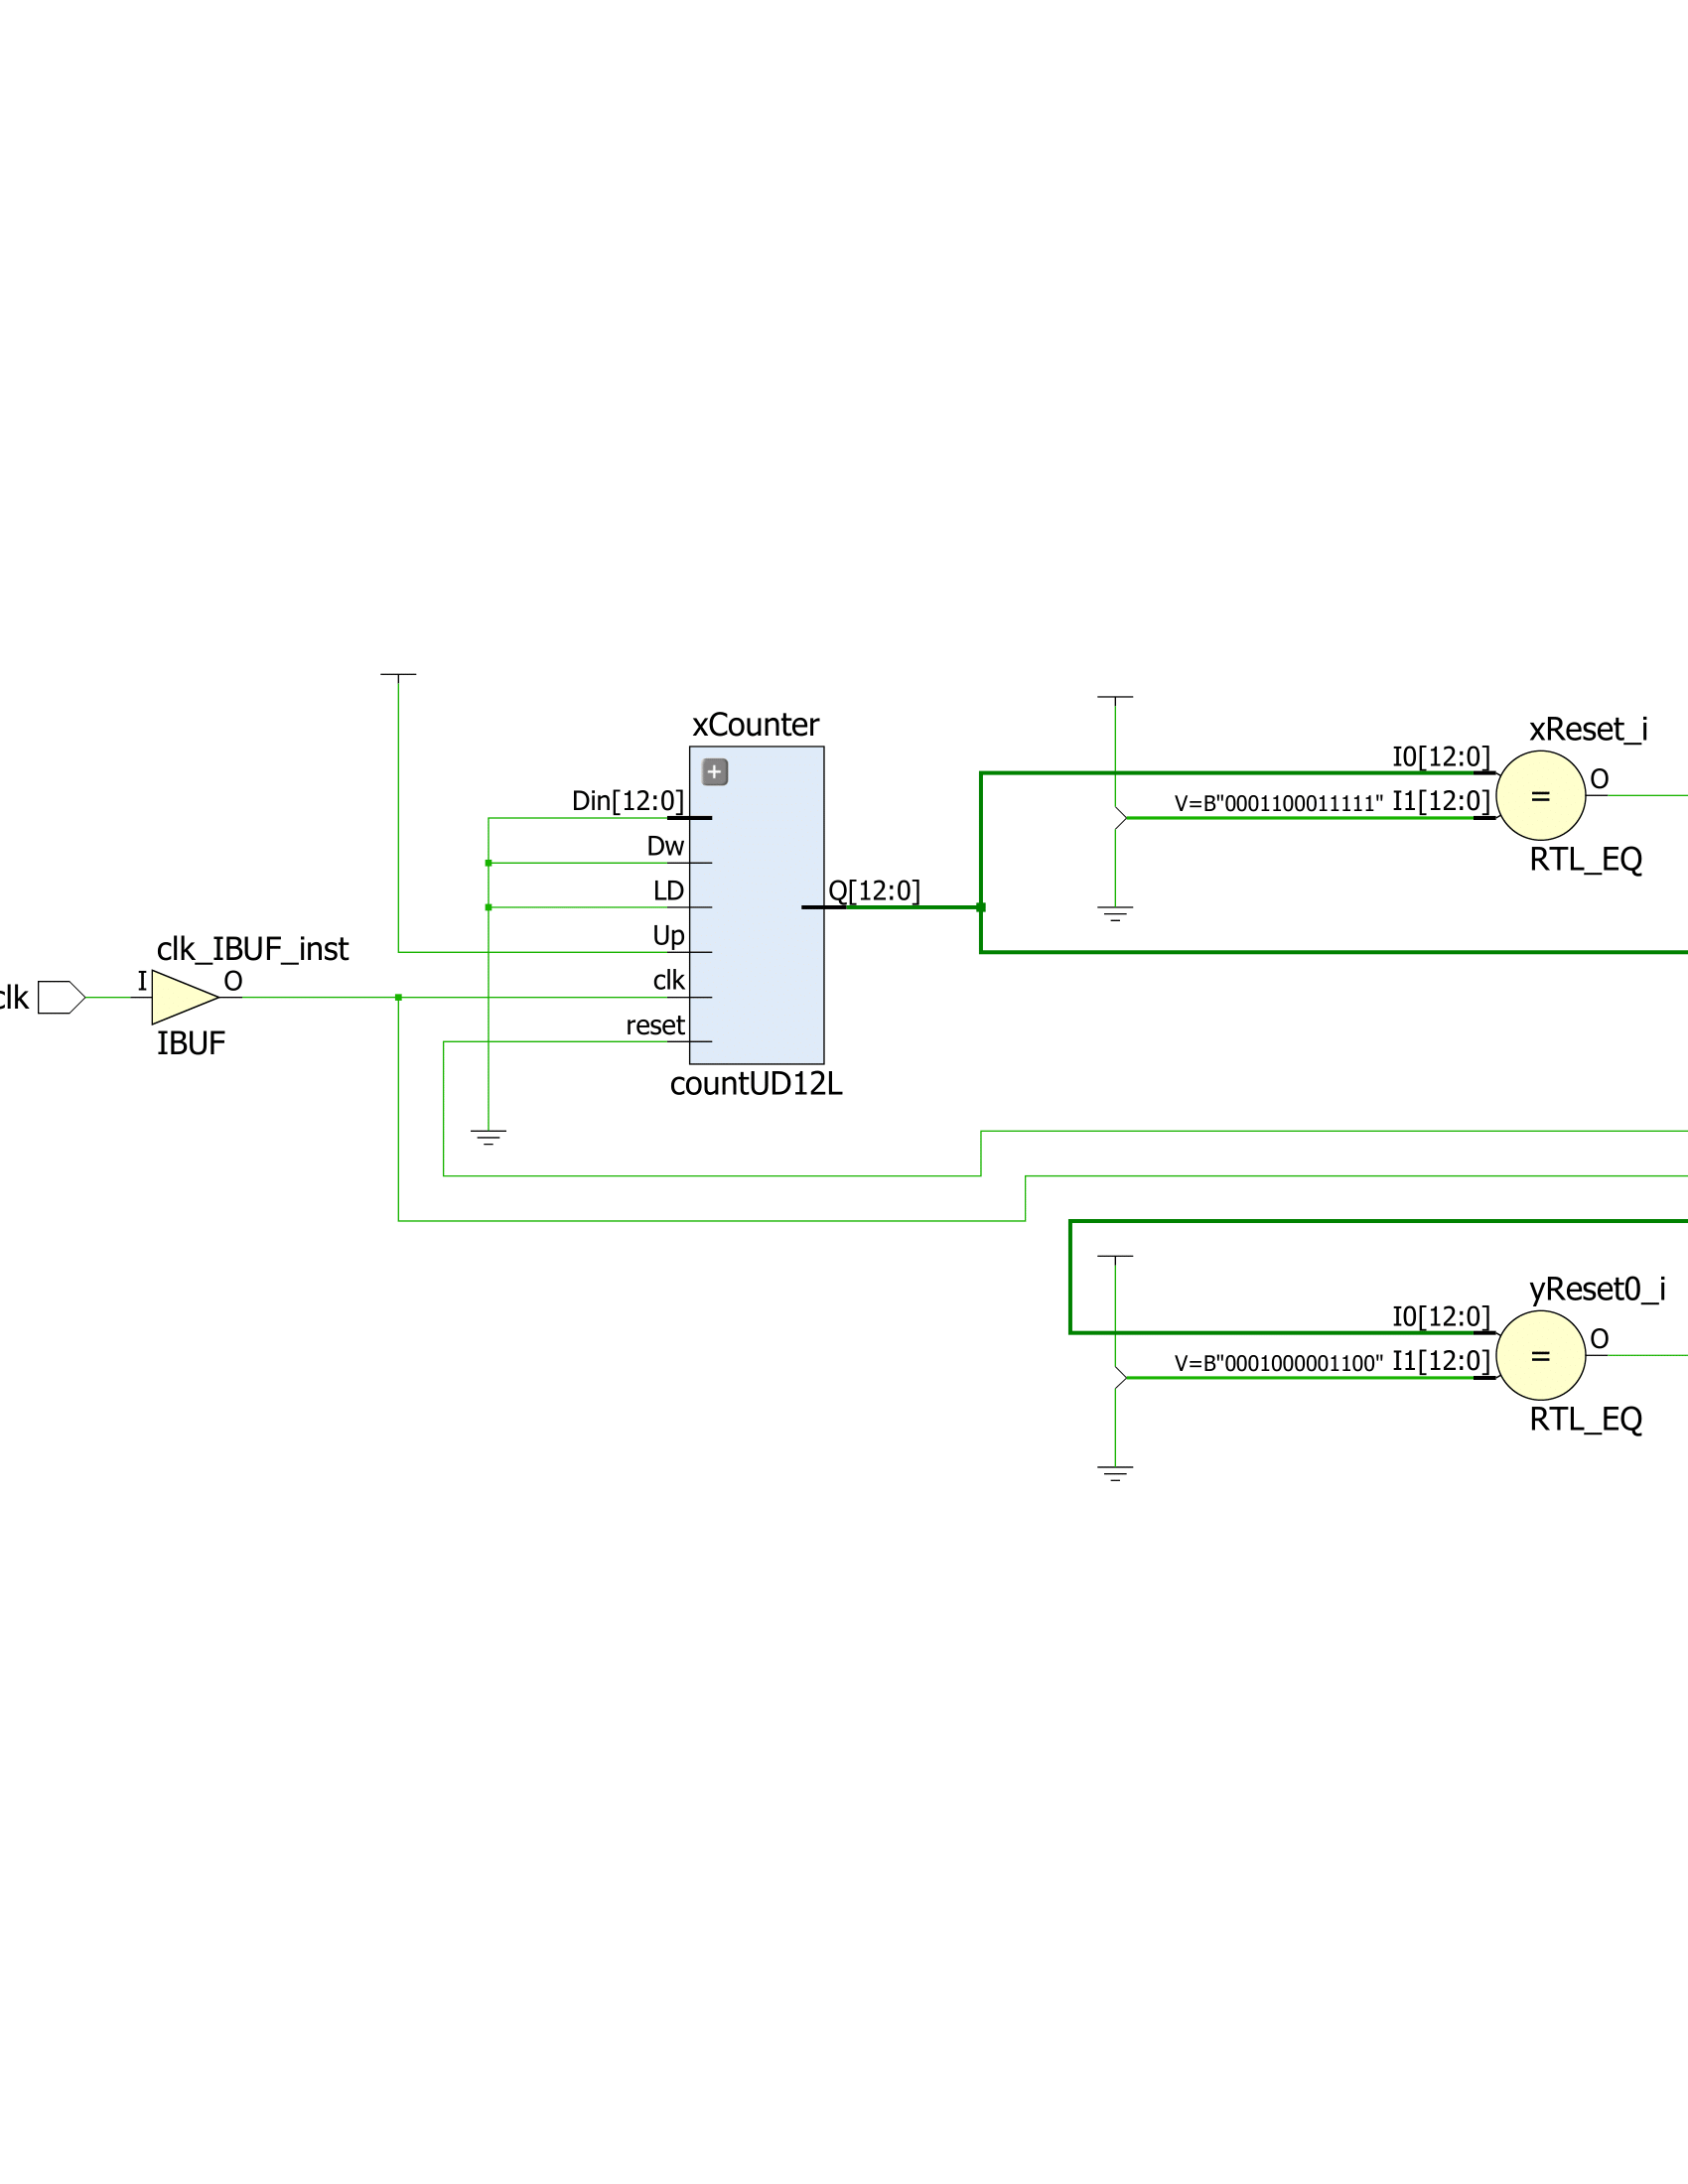 xCounter
xReset_i
I0[12:0]
O
V=B"0001100011111" I1[12:0]
=
Din[12:0]
Dw
RTL_EQ
LD
Q[12:0]
Up
clk_IBUF_inst
I
O
clk
clk
reset
IBUF
countUD12L
yReset0_i
I0[12:0]
O
V=B"0001000001100" I1[12:0]
=
RTL_EQ